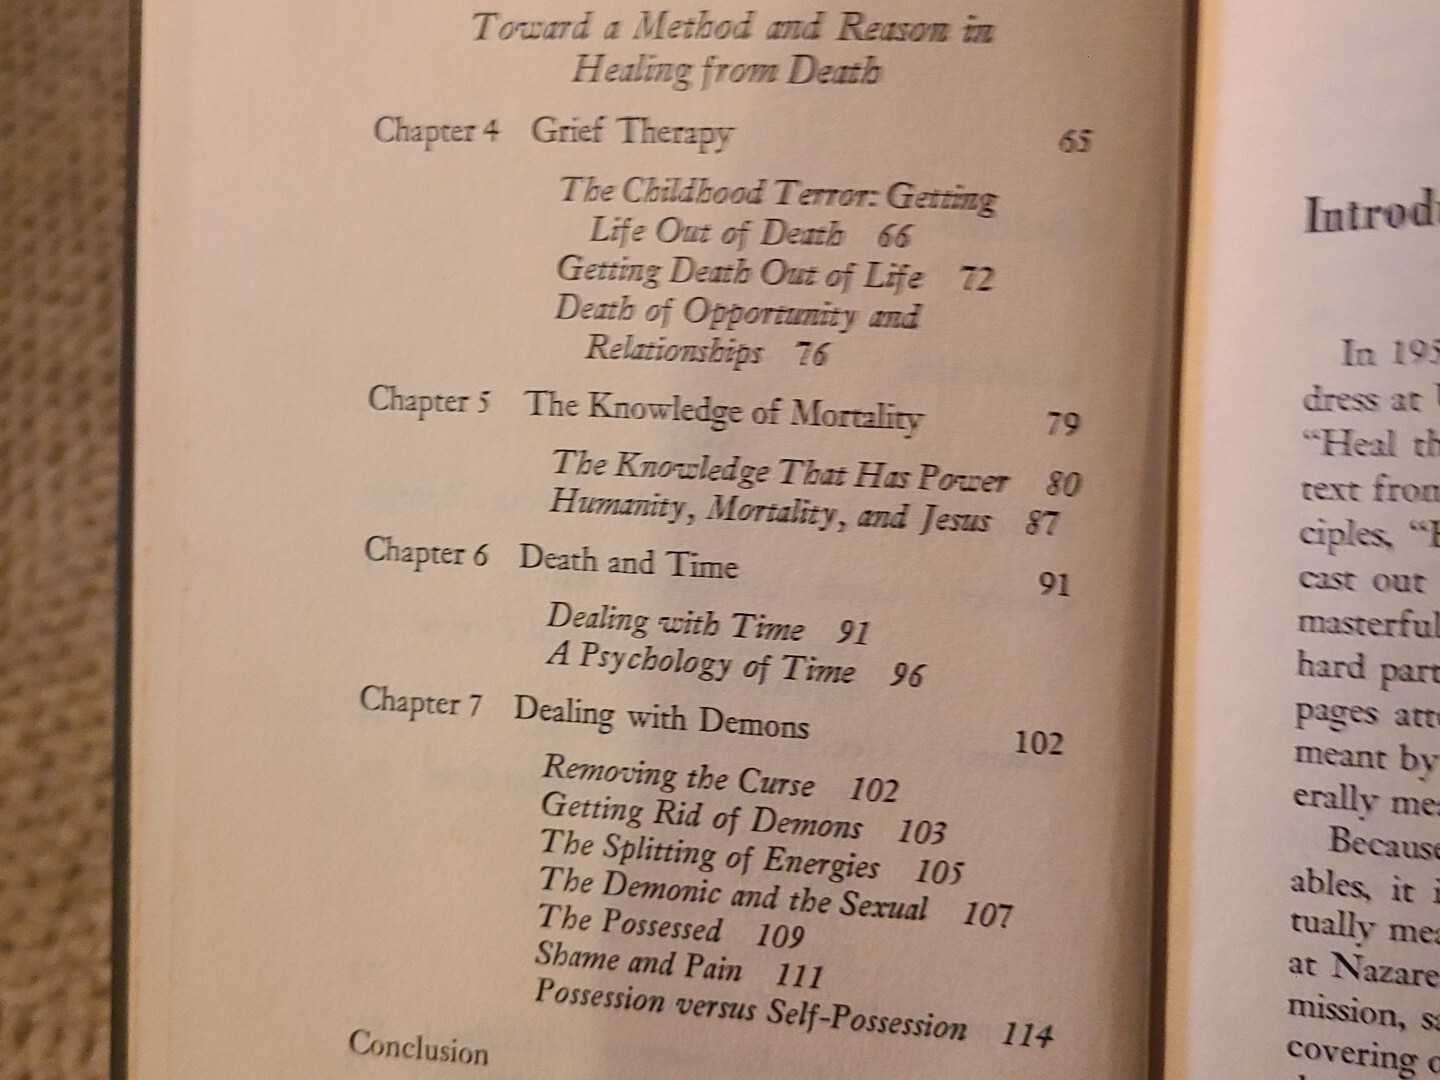 Toward a Method and Reason in
Healing from Death
Chapter 4 Grief Therapy 65
The Childhood Terror: Getting
Life Out of Death 66
Getting Death Out of Life 72
Death of Opportunity and
Relationships 76
Chapter 5 The Knowledge of Mortality 79
The Knowledge That Has Power 80
Humanity, Mortality, and Jesus 87
Chapter 6 Death and Time 91
Dealing with Time 91
A Psychology of Time 96
Chapter 7 Dealing with Demons 102
Removing the Curse 102
Getting Rid of Demons 103
The Splitting of Energies 105
The Demonic and the Sexual 107
The Possessed 109
Shame and Pain 111
Possession versus Self-Possession 114
Conclusion
Introd
In 195
dress at
“Heal th
text from
ciples, “
cast out
masterful
hard part
pages att
meant by
erally me
Because
ables, it i
tually mea
at Nazare
mission, s
covering